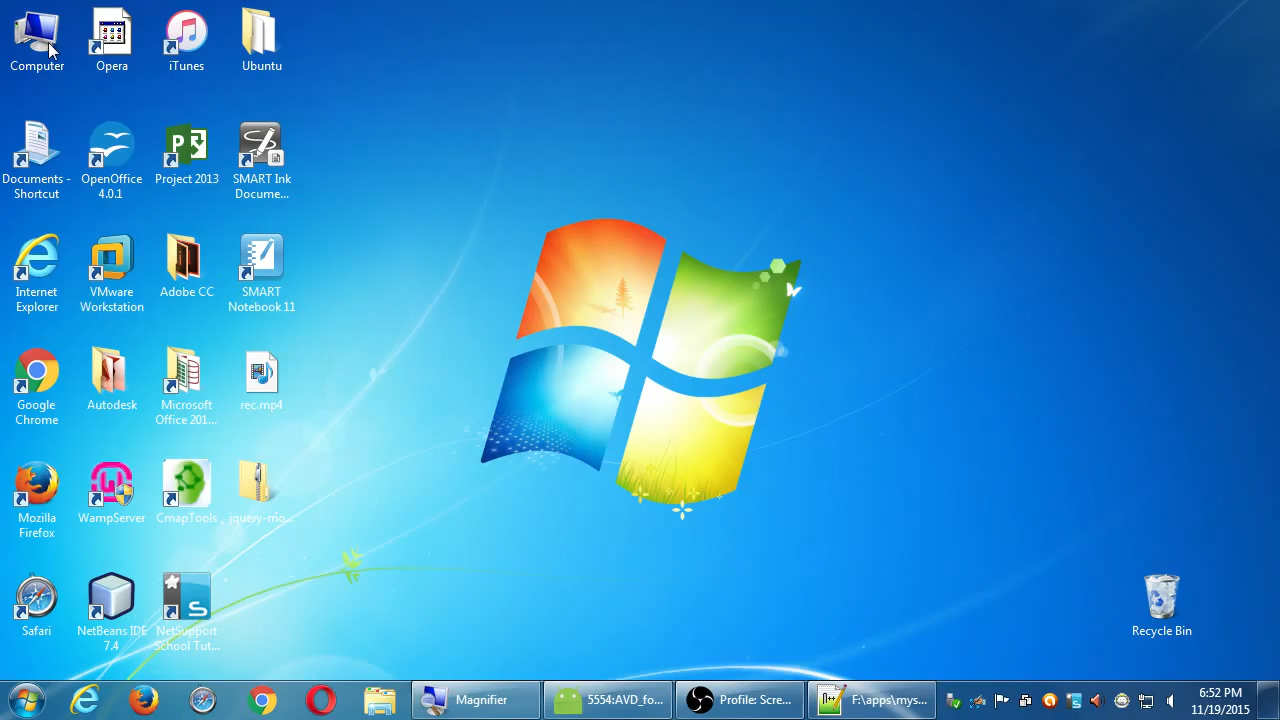 Computer
Opera
iTunes
Ubuntu
Documents -
Shortcut
OpenOffice
4.0.1
Project 2013
SMART Ink
Docume...
Internet
Explorer
VMware
Workstation
Adobe CC
SMART
Notebook 11
Google
Chrome
Autodesk
Microsoft
Office 201...
rec.mp4
Mozilla
Firefox
WampServer
CmapTools
jquery-mo...
Safari
NetBeans IDE
7.4
NetSupport
School Tut...
Recycle Bin
Magnifier
5554:AVD_fo...
Profile: Scre...
F:\apps\mys...
6:52 PM
11/19/2015